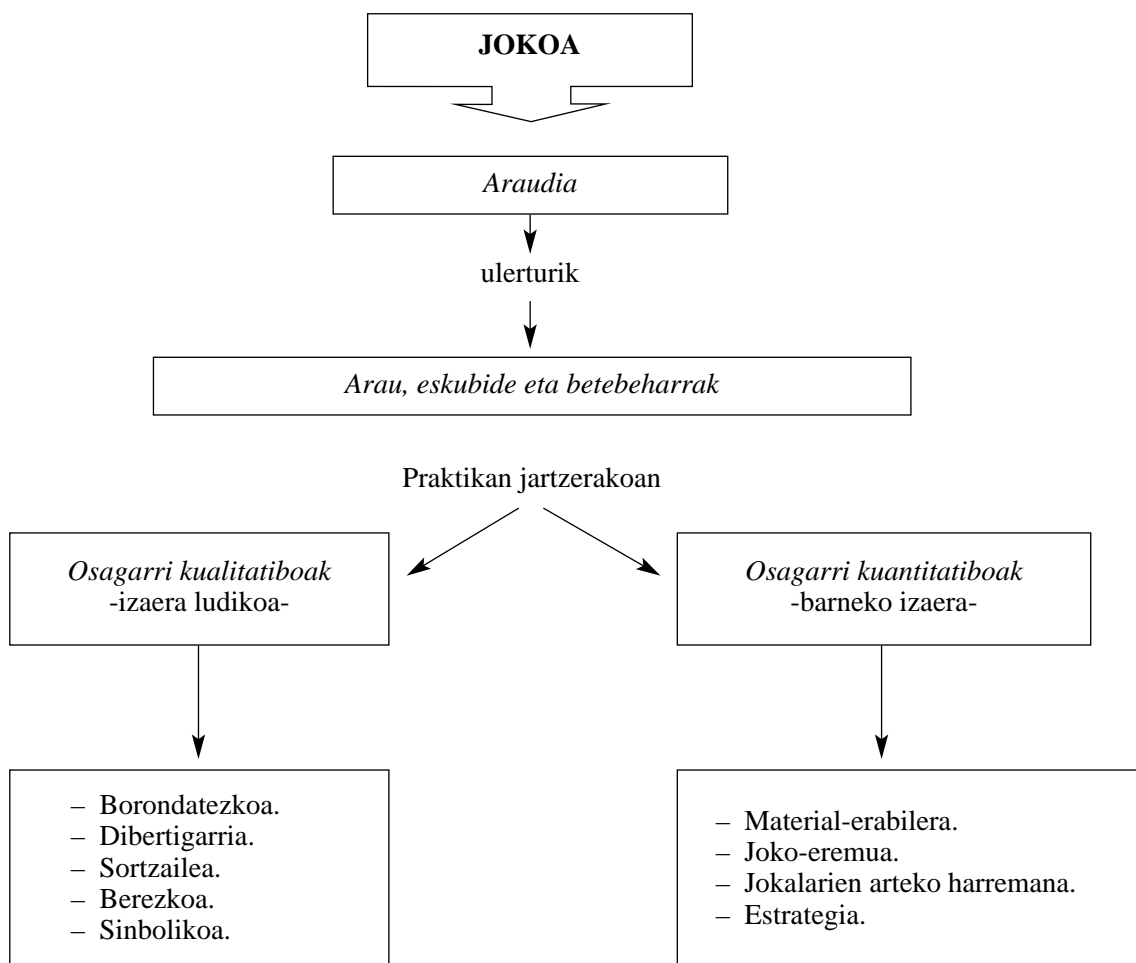 JOKOA
Araudia
ulerturik
Arau, eskubide eta betebeharrak
Praktikan jartzerakoan
Osagarri kualitatiboak
-izaera ludikoa-
Osagarri kuantitatiboak
-barneko izaera-
– Borondatezkoa.
– Dibertigarria.
– Sortzailea.
– Berezkoa.
– Sinbolikoa.
– Material-erabilera.
– Joko-eremua.
– Jokalarien arteko harremana.
– Estrategia.